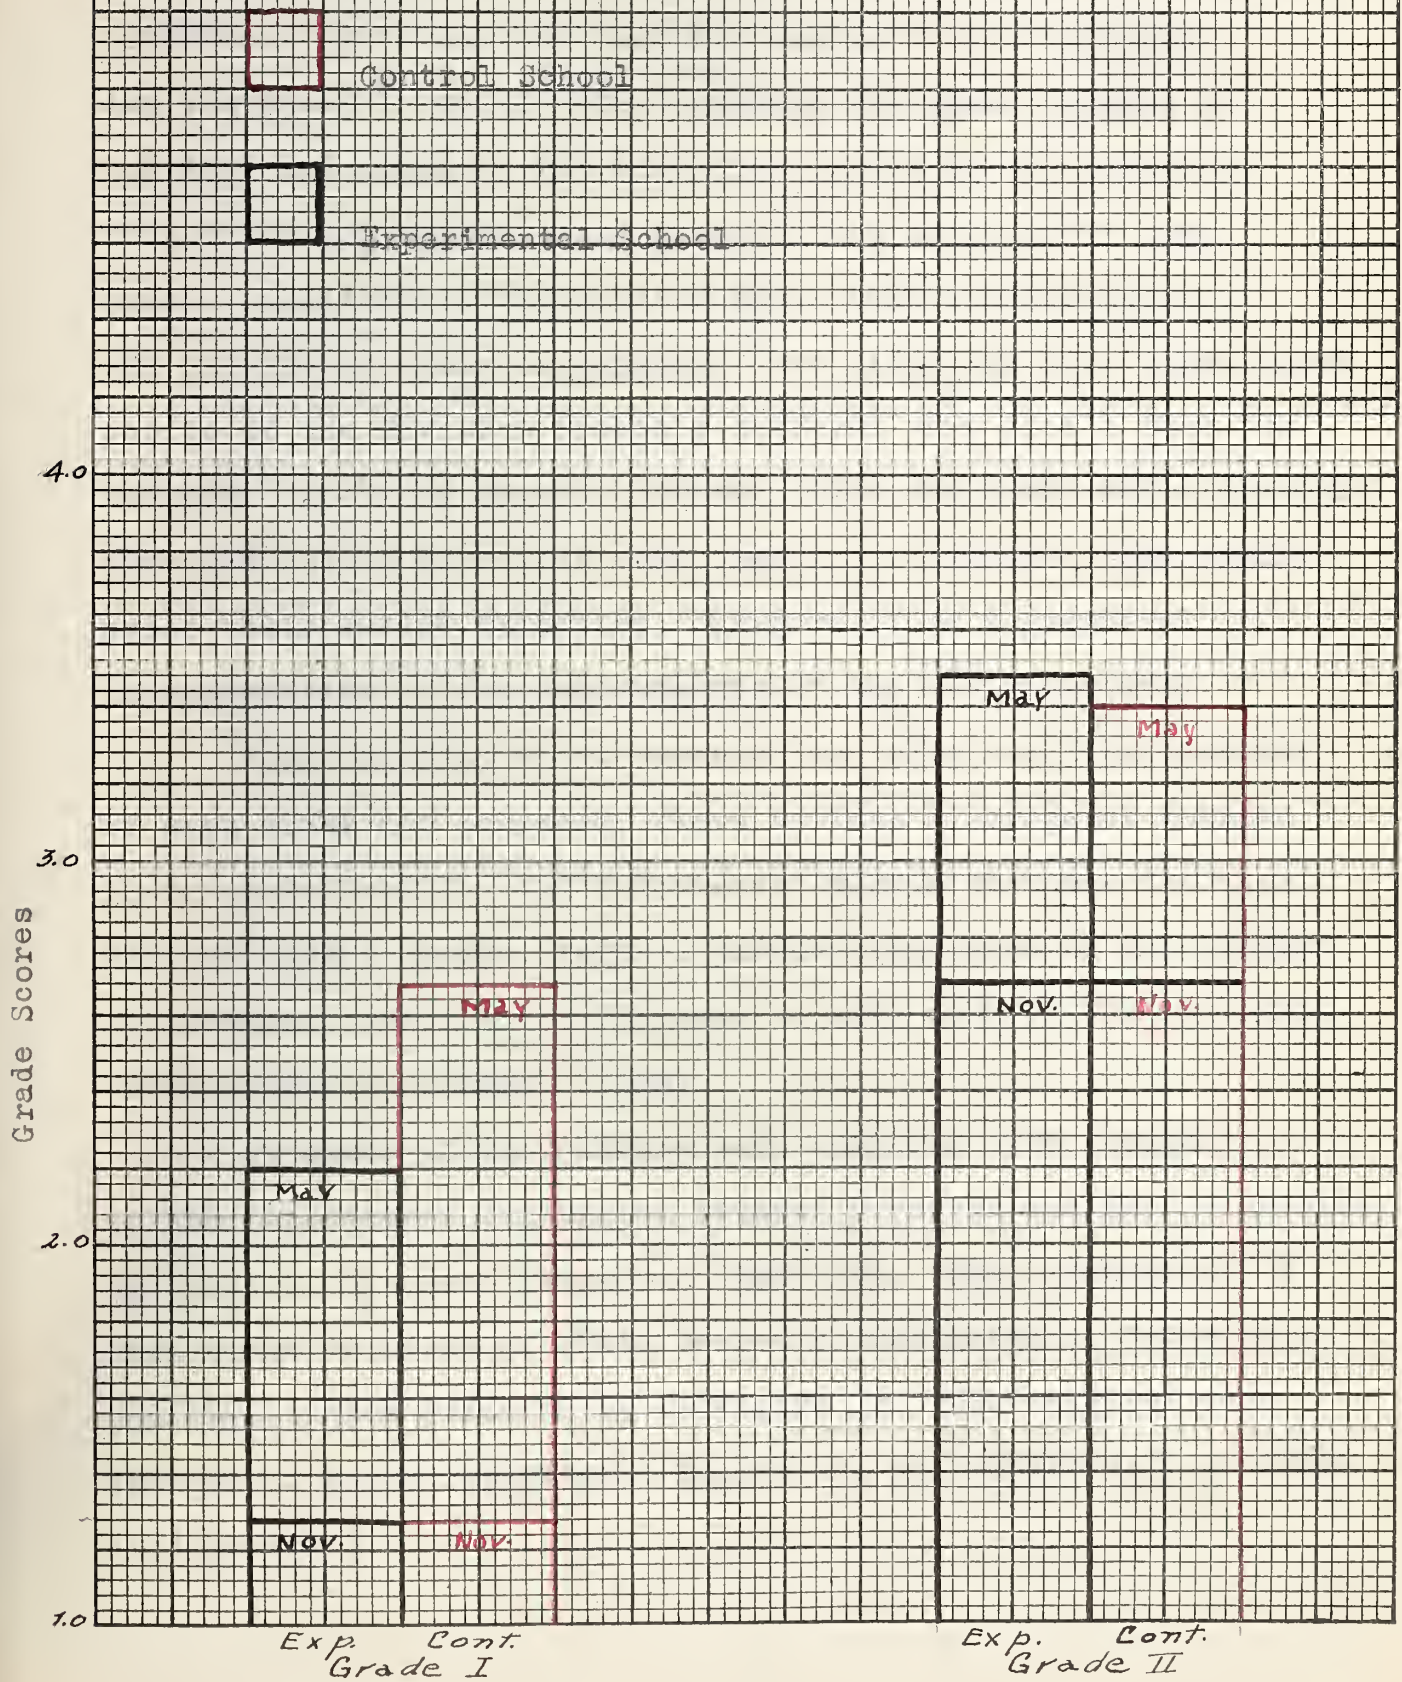 Control School
Experimental School
4.0
3.0
2.0
1.0
Grade Scores
May
May
Nov.
Nov.
May
May
Nov.
Nov.
Exp. Cont.
Grade I
Exp. Cont.
Grade II